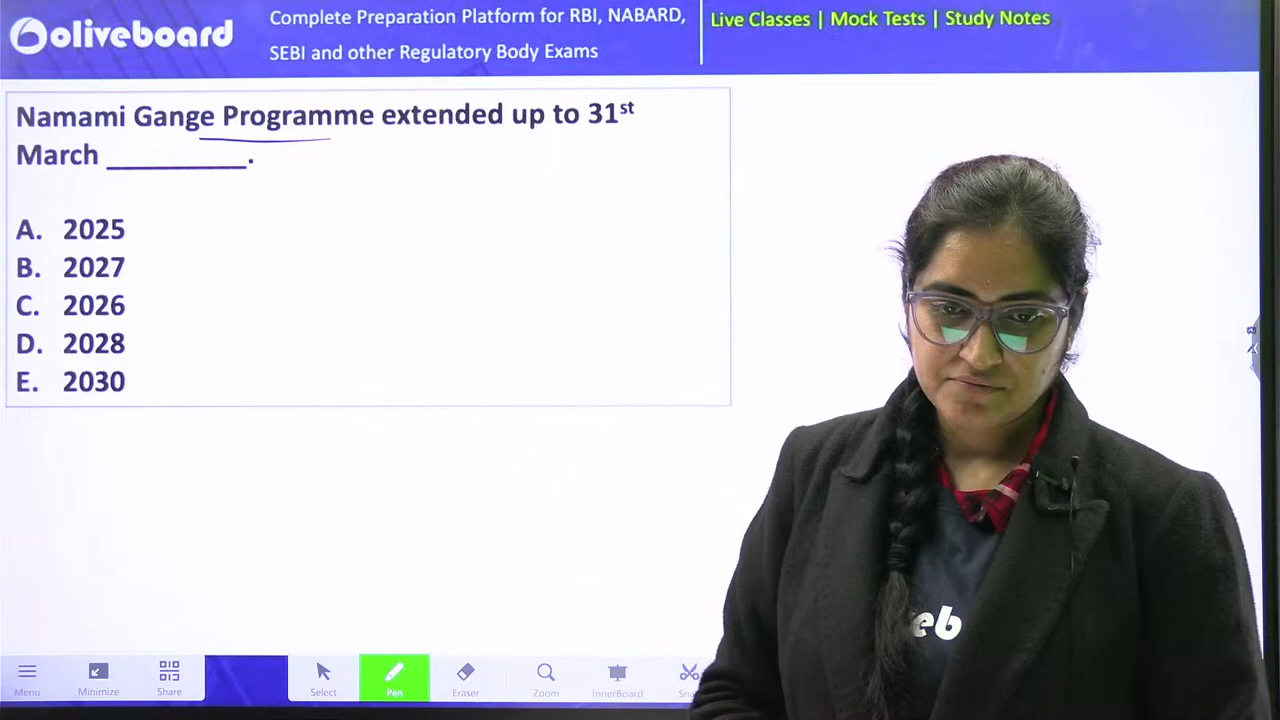 oliveboard
Complete Preparation Platform for RBI, NABARD,
SEBI and other Regulatory Body Exams
Live Classes | Mock Tests | Study Notes
Namami Gange Programme extended up to 31st
March _________.
A. 2025
B. 2027
C. 2026
D. 2028
E. 2030
eb
Menu
Minimize
Share
Select
Pen
Eraser
Zoom
InnerBoard